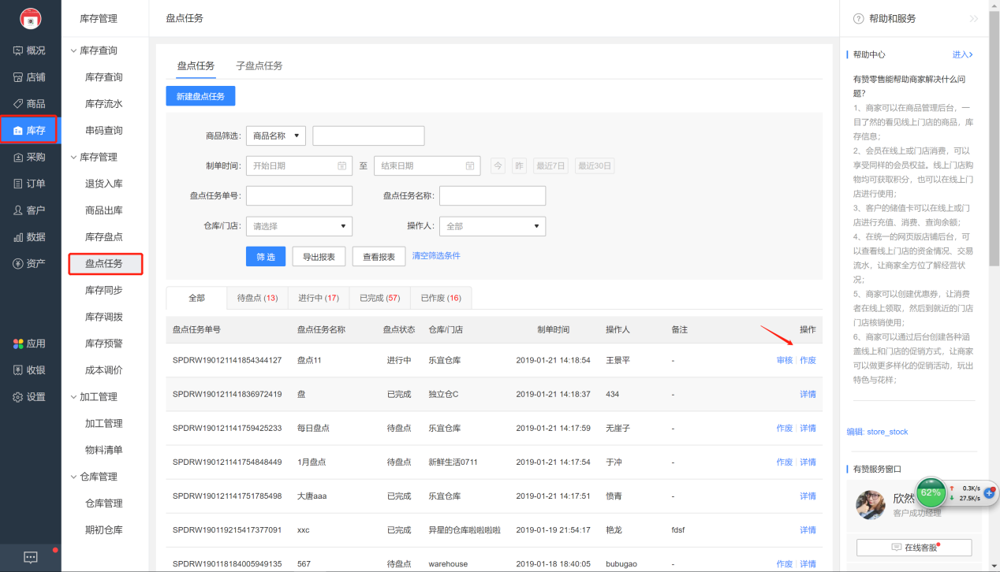 库存管理
盘点任务
帮助和服务
概况
店铺
商品
库存
采购
订单
客户
数据
资产
应用
收银
设置
库存查询
库存查询
库存流水
串码查询
库存管理
退货入库
商品出库
库存盘点
盘点任务
库存同步
库存调拨
库存预警
成本调价
加工管理
加工管理
物料清单
仓库管理
仓库管理
期初仓库
盘点任务 子盘点任务
新建盘点任务
商品筛选: 商品名称
制单时间: 开始日期 至 结束日期 今 昨 最近7日 最近30日
盘点任务单号: 盘点任务名称:
仓库/门店: 请选择 操作人: 全部
筛选 导出报表 查看报表 清空筛选条件
全部 待盘点 (13) 进行中 (17) 已完成 (57) 已作废 (16)
盘点任务单号 盘点任务名称 盘点状态 仓库/门店 制单时间 操作人 备注 操作
SPDRW190121141854344127 盘点11 进行中 乐宜仓库 2019-01-21 14:18:54 王景平 - 审核 作废
SPDRW190121141836972419 盘 已完成 独立仓C 2019-01-21 14:18:37 434 - 详情
SPDRW190121141759425233 每日盘点 待盘点 乐宜仓库 2019-01-21 14:17:59 无崖子 - 作废 详情
SPDRW190121141754848449 1月盘点 待盘点 新鲜生活0711 2019-01-21 14:17:54 于冲 - 作废 详情
SPDRW190121141751785498 大唐aaa 已完成 乐宜仓库 2019-01-21 14:17:51 愤青 - 详情
SPDRW190119215417377091 xxc 已完成 异星的仓库啦啦啦啦 2019-01-19 21:54:17 艳龙 fdsf 详情
SPDRW190118184005949135 567 待盘点 warehouse 2019-01-18 18:40:05 bubugao - 作废 详情
帮助中心 进入
有赞零售能帮助商家解决什么问
题?
1、商家可以在商品管理后台，一
目了然的看见线上门店的商品，库
存信息；
2、会员在线上或门店消费，可以
享受同样的会员权益。线上门店购
物均可获取积分，也可以在线上门
店进行使用；
3、客户的储值卡可以在线上或门
店进行充值、消费、查询余额；
4、在统一的网页版店铺后台，可
以查看线上门店的资金情况、交易
流水，让商家全方位了解经营状
况；
5、商家可以创建优惠券，让消费
者在线上领取，然后到就近的门店
门店核销使用；
6、商家可以通过后台创建各种涵
盖线上和门店的促销方式，让商家
可以做更多样化的促销活动，玩出
特色与花样；
编辑: store_stock
有赞服务窗口
欣然
客户成功经理
62%
0.3K/s
27.5K/s
在线客服